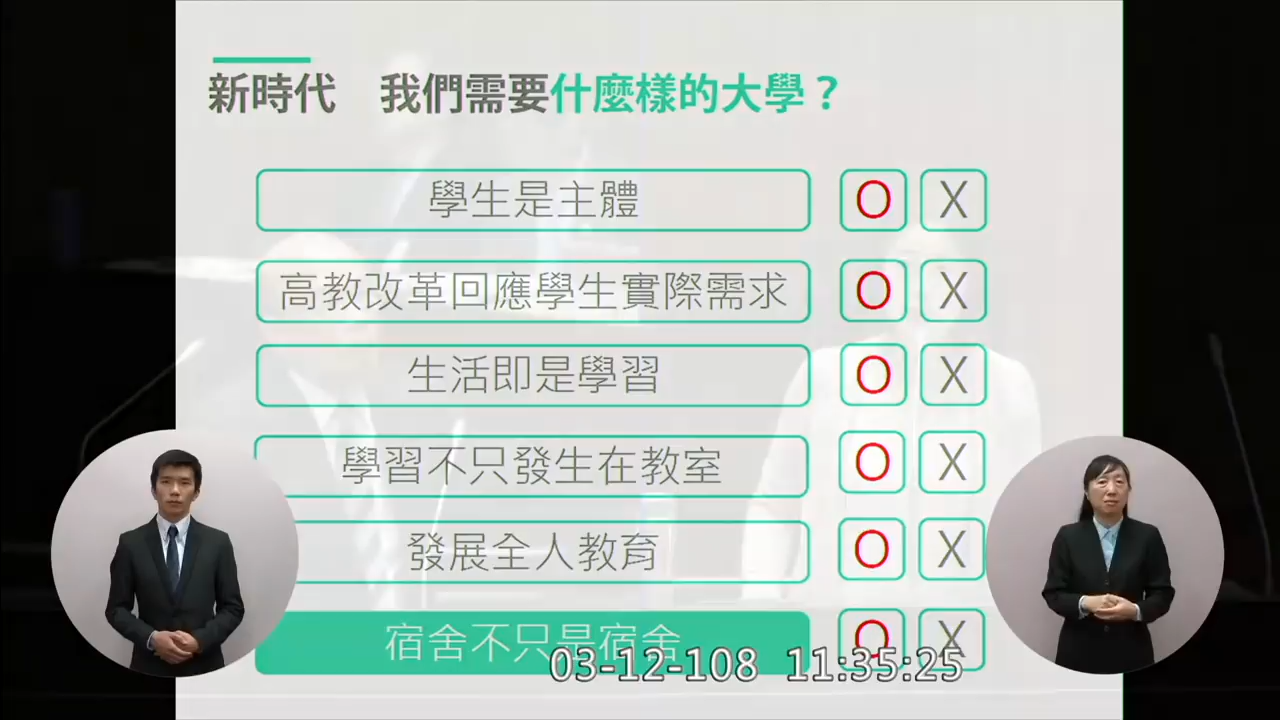 新時代 我們需要什麼樣的大學？
學生是主體 O X
高教改革回應學生實際需求 O X
生活即是學習 O X
學習不只發生在教室 O X
發展全人教育 O X
宿舍不只是宿舍 O X
03-12-108 11:35:25